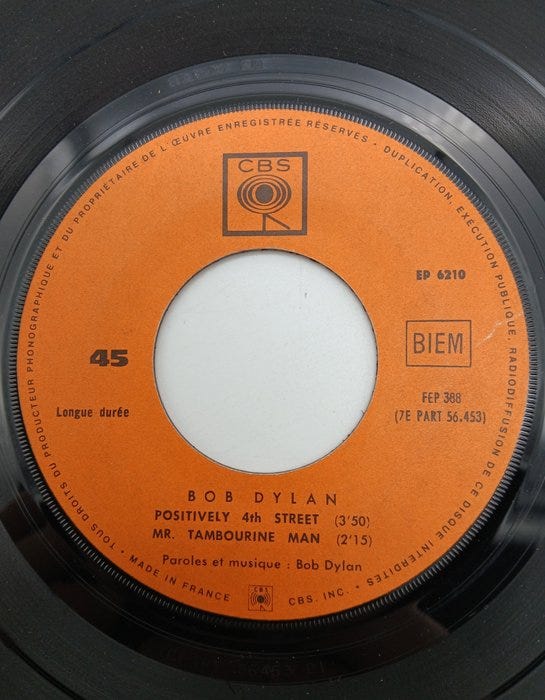 TOUS DROITS DU PRODUCTEUR PHONOGRAPHIQUE ET DU PROPRIÉTAIRE DE L'ŒUVRE ENREGISTRÉE RÉSERVÉS - DUPLICATION, EXÉCUTION PUBLIQUE, RADIODIFFUSION DE CE DISQUE INTERDITES •
CBS
EP 6210
BIEM
45
FEP 388
Longue durée
(7E PART 56.453)
BOB DYLAN
POSITIVELY 4th STREET (3'50)
MR. TAMBOURINE MAN (2'15)
Paroles et musique : Bob Dylan
• MADE IN FRANCE
CBS
CBS. INC. •